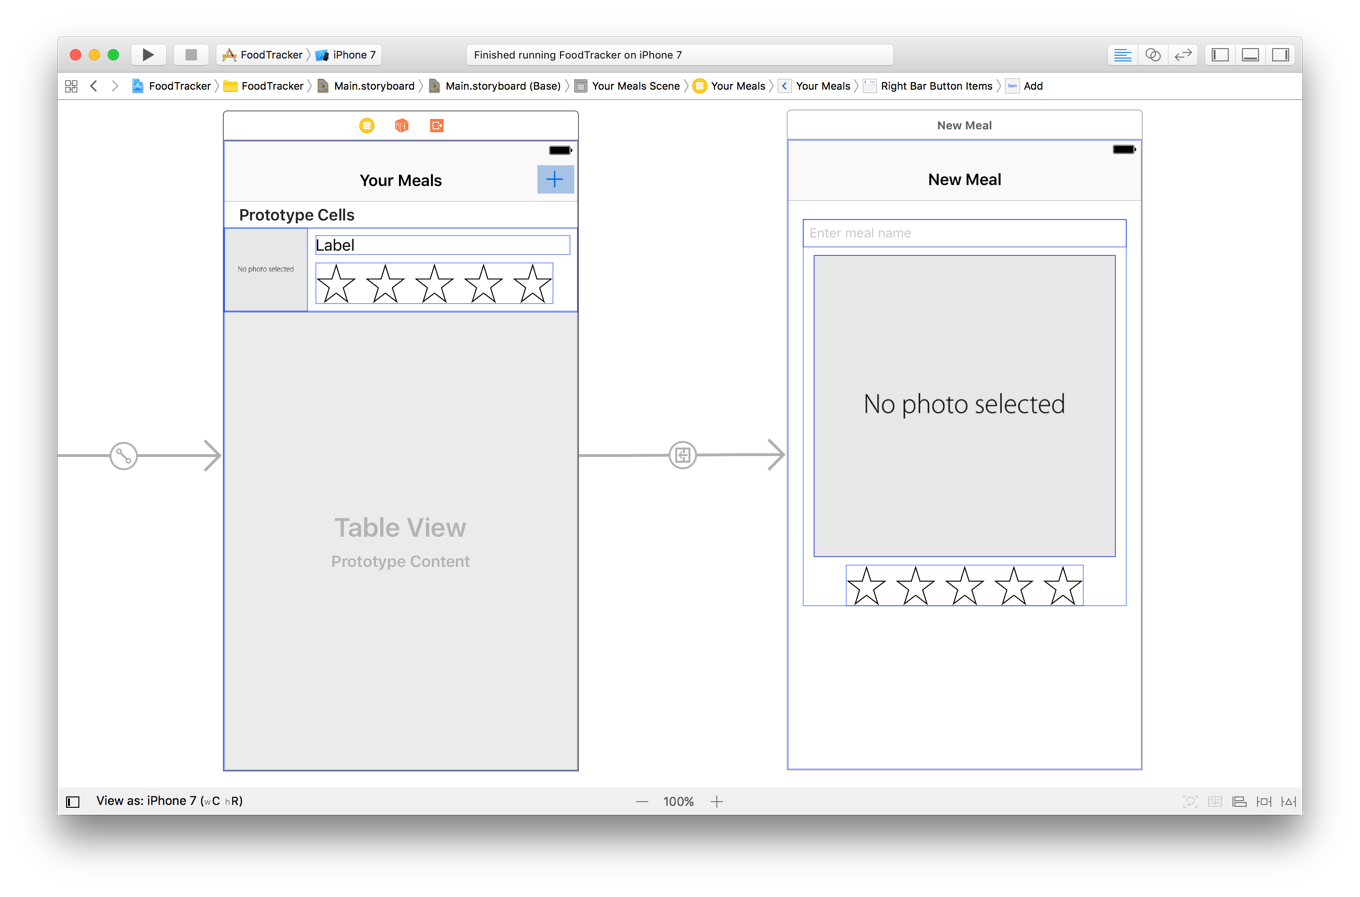 FoodTracker iPhone 7
Finished running FoodTracker on iPhone 7
FoodTracker FoodTracker Main.storyboard Main.storyboard (Base) Your Meals Scene Your Meals Your Meals Right Bar Button Items Add
Your Meals
Prototype Cells
No photo selected
Label
Table View
Prototype Content
New Meal
New Meal
Enter meal name
No photo selected
View as: iPhone 7 (wC hR)
100%